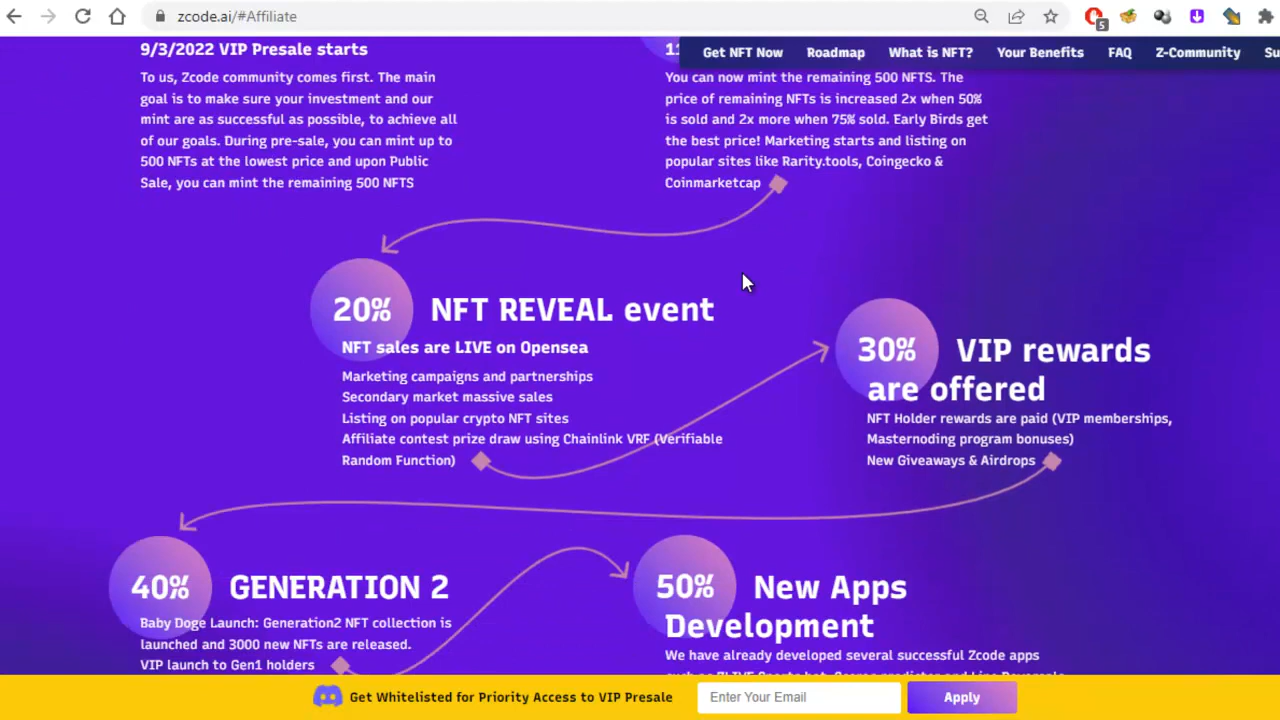 zcode.ai/#Affiliate
5
Get NFT Now Roadmap What is NFT? Your Benefits FAQ Z-Community Su
9/3/2022 VIP Presale starts
To us, Zcode community comes first. The main
goal is to make sure your investment and our
mint are as successful as possible, to achieve all
of our goals. During pre-sale, you can mint up to
500 NFTs at the lowest price and upon Public
Sale, you can mint the remaining 500 NFTS
11
You can now mint the remaining 500 NFTS. The
price of remaining NFTs is increased 2x when 50%
is sold and 2x more when 75% sold. Early Birds get
the best price! Marketing starts and listing on
popular sites like Rarity.tools, Coingecko &
Coinmarketcap
20% NFT REVEAL event
NFT sales are LIVE on Opensea
Marketing campaigns and partnerships
Secondary market massive sales
Listing on popular crypto NFT sites
Affiliate contest prize draw using Chainlink VRF (Verifiable
Random Function)
30% VIP rewards
are offered
NFT Holder rewards are paid (VIP memberships,
Masternoding program bonuses)
New Giveaways & Airdrops
40% GENERATION 2
Baby Doge Launch: Generation2 NFT collection is
launched and 3000 new NFTs are released.
VIP launch to Gen1 holders
50% New Apps
Development
We have already developed several successful Zcode apps
Get Whitelisted for Priority Access to VIP Presale Enter Your Email Apply